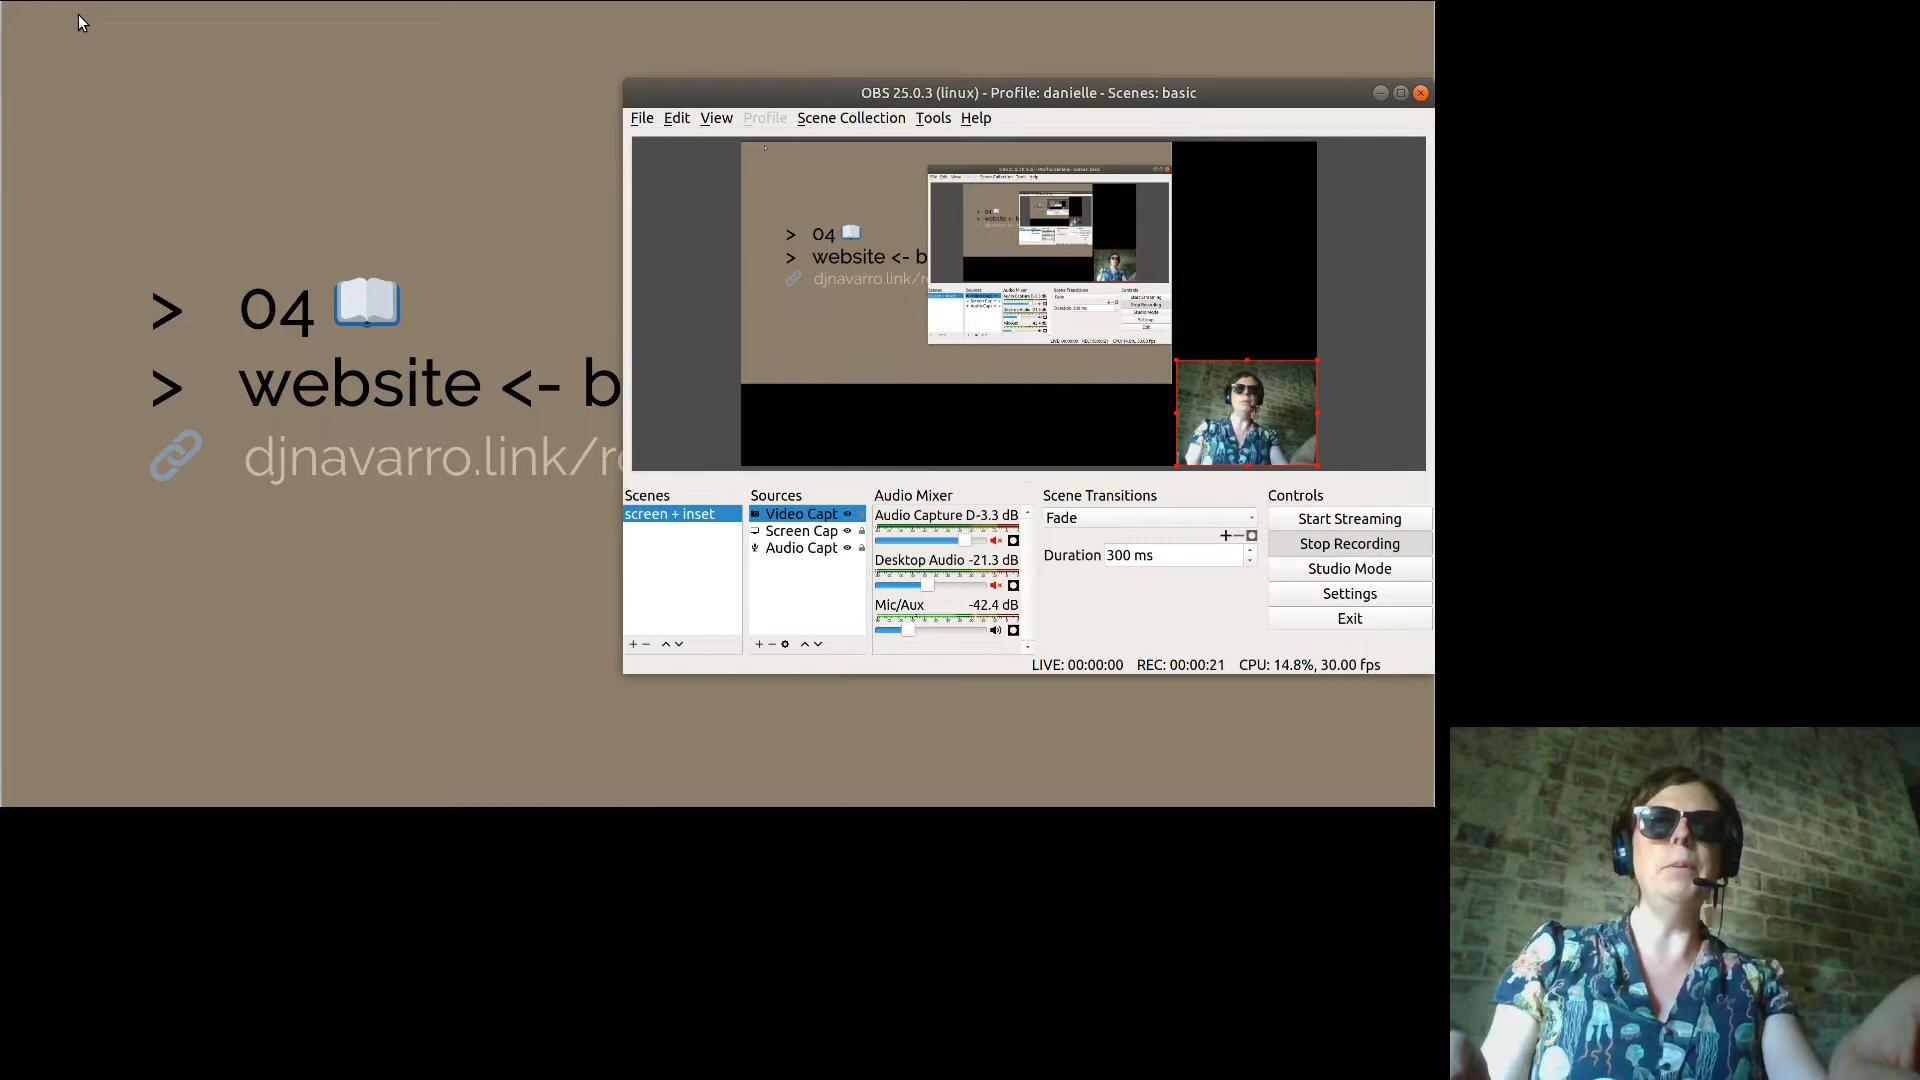 > 04
> website <- b
djnavarro.link/r
OBS 25.0.3 (linux) - Profile: danielle - Scenes: basic
File Edit View Profile Scene Collection Tools Help
> 04
> website <- b
djnavarro.link/r
Scenes
screen + inset
Sources
Video Capt
Screen Cap
Audio Capt
Audio Mixer
Audio Capture D -3.3 dB
Desktop Audio -21.3 dB
Mic/Aux -42.4 dB
Scene Transitions
Fade
Duration 300 ms
Controls
Start Streaming
Stop Recording
Studio Mode
Settings
Exit
LIVE: 00:00:00 REC: 00:00:21 CPU: 14.8%, 30.00 fps